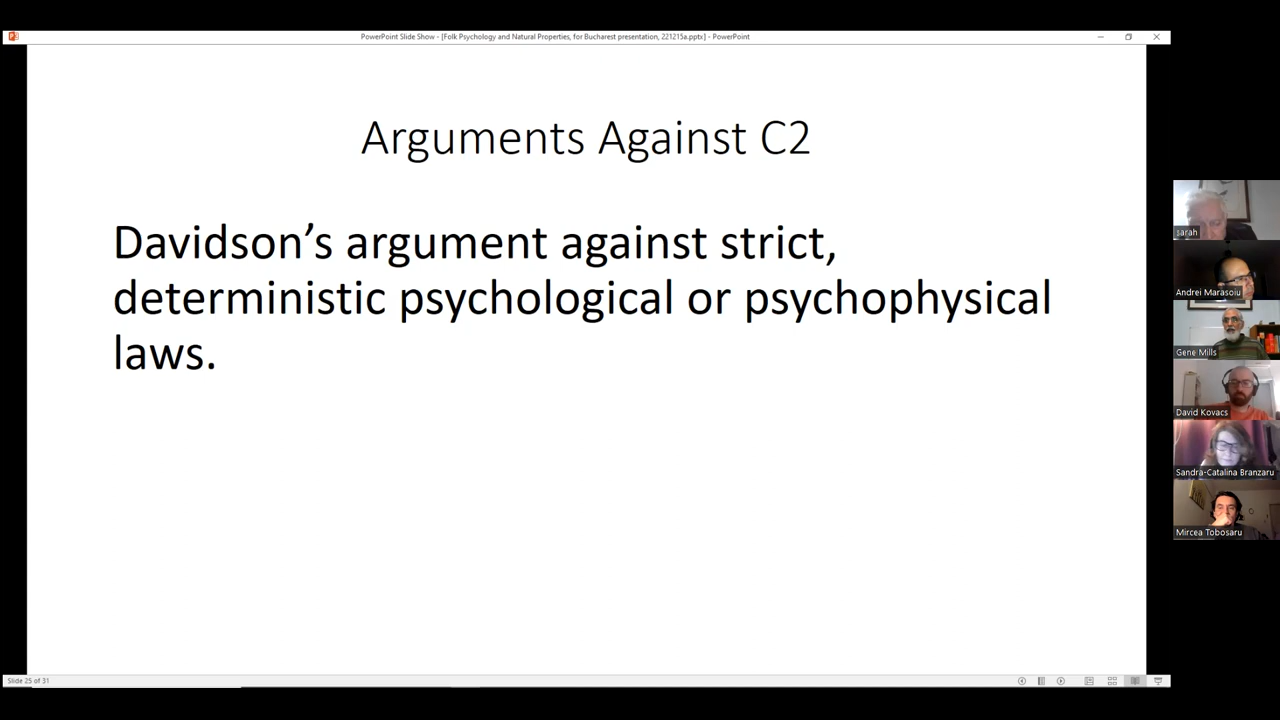 PowerPoint Slide Show - [Folk Psychology and Natural Properties, for Bucharest presentation, 221215a.pptx] - PowerPoint
Arguments Against C2
Davidson’s argument against strict,
deterministic psychological or psychophysical
laws.
sarah
Andrei Marasoiu
Gene Mills
David Kovacs
Sandra-Catalina Branzaru
Mircea Tobosaru
Slide 25 of 31